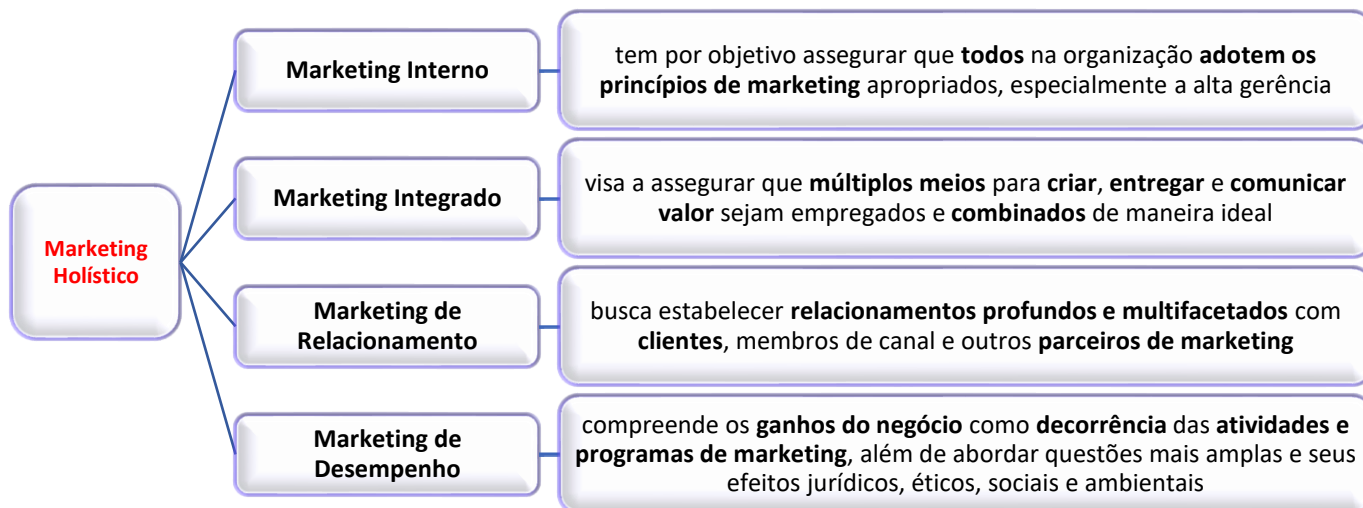 Marketing
Holístico
Marketing Interno
tem por objetivo assegurar que todos na organização adotem os
princípios de marketing apropriados, especialmente a alta gerência
Marketing Integrado
visa a assegurar que múltiplos meios para criar, entregar e comunicar
valor sejam empregados e combinados de maneira ideal
Marketing de
Relacionamento
busca estabelecer relacionamentos profundos e multifacetados com
clientes, membros de canal e outros parceiros de marketing
Marketing de
Desempenho
compreende os ganhos do negócio como decorrência das atividades e
programas de marketing, além de abordar questões mais amplas e seus
efeitos jurídicos, éticos, sociais e ambientais